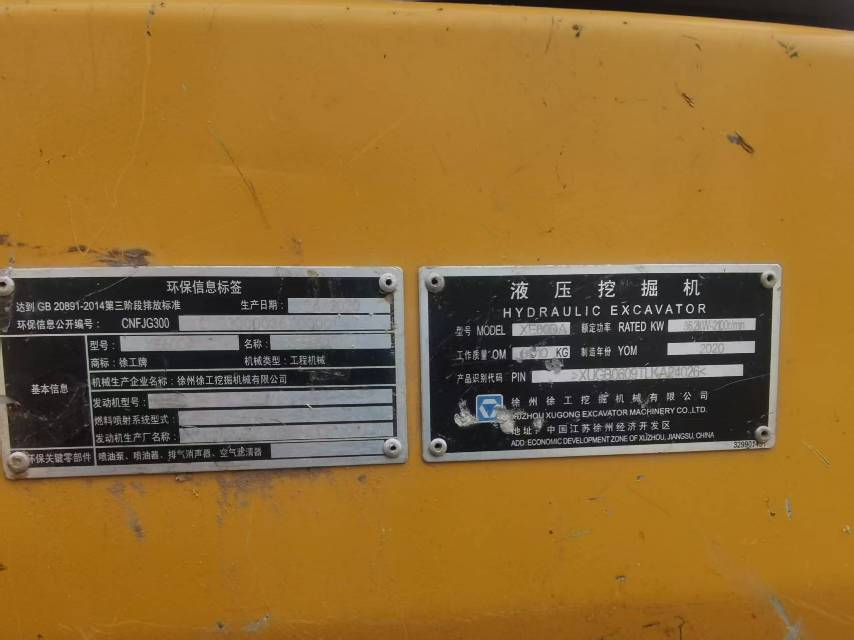 环保信息标签
达到 GB 20891-2014第三阶段排放标准 生产日期:
环保信息公开编号: CNFJG300
基本信息
型号: 名称:
商标: 徐工牌 机械类型: 工程机械
机械生产企业名称: 徐州徐工挖掘机械有限公司
发动机型号:
燃料喷射系统型式:
发动机生产厂名称:
环保关键零部件 喷油泵、喷油器、排气消声器、空气滤清器
液压挖掘机
HYDRAULIC EXCAVATOR
型号 MODEL 额定功率 RATED KW
工作质量 OM KG 制造年份 YOM 2020
产品识别代码 PIN
徐州徐工挖掘机械有限公司
XUZHOU XUGONG EXCAVATOR MACHINERY CO.,LTD.
地址: 中国江苏徐州经济开发区
ADD: ECONOMIC DEVELOPMENT ZONE OF XUZHOU, JIANGSU, CHINA